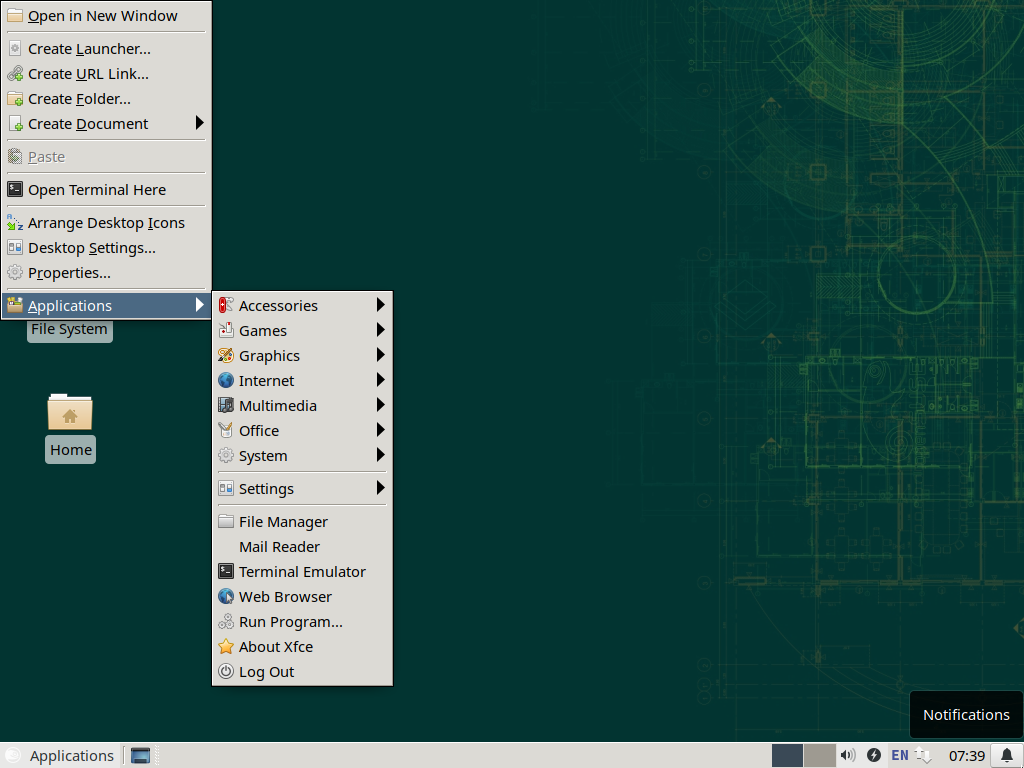 Open in New Window
Create Launcher...
Create URL Link...
Create Folder...
Create Document
Paste
Open Terminal Here
Arrange Desktop Icons
Desktop Settings...
Properties...
Applications
File System
Home
Accessories
Games
Graphics
Internet
Multimedia
Office
System
Settings
File Manager
Mail Reader
Terminal Emulator
Web Browser
Run Program...
About Xfce
Log Out
Notifications
Applications
EN
07:39